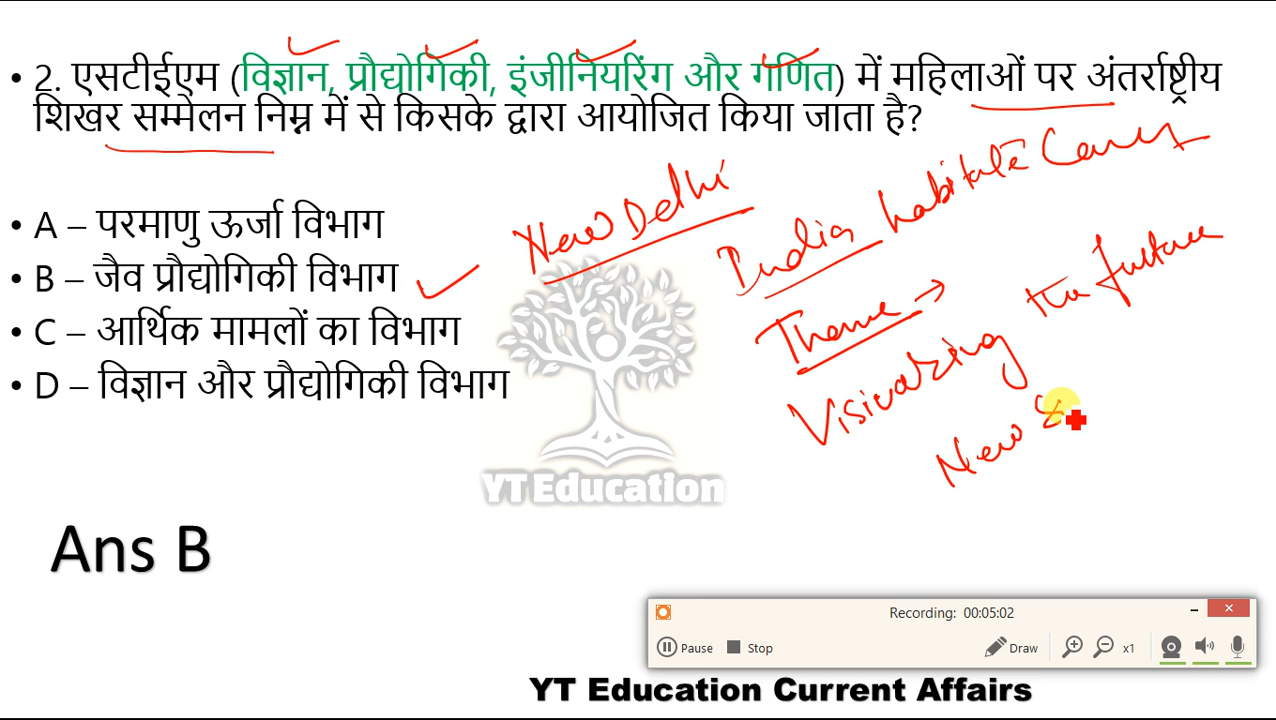 • 2. एसटीईएम (विज्ञान, प्रौद्योगिकी, इंजीनियरिंग और गणित) में महिलाओं पर अंतर्राष्ट्रीय
शिखर सम्मेलन निम्न में से किसके द्वारा आयोजित किया जाता है?
• A – परमाणु ऊर्जा विभाग
• B – जैव प्रौद्योगिकी विभाग
• C – आर्थिक मामलों का विभाग
• D – विज्ञान और प्रौद्योगिकी विभाग
New Delhi
India habitate
Theme →
the future
New S
YT Education
Ans B
Recording: 00:05:02
Pause Stop Draw x1
YT Education Current Affairs